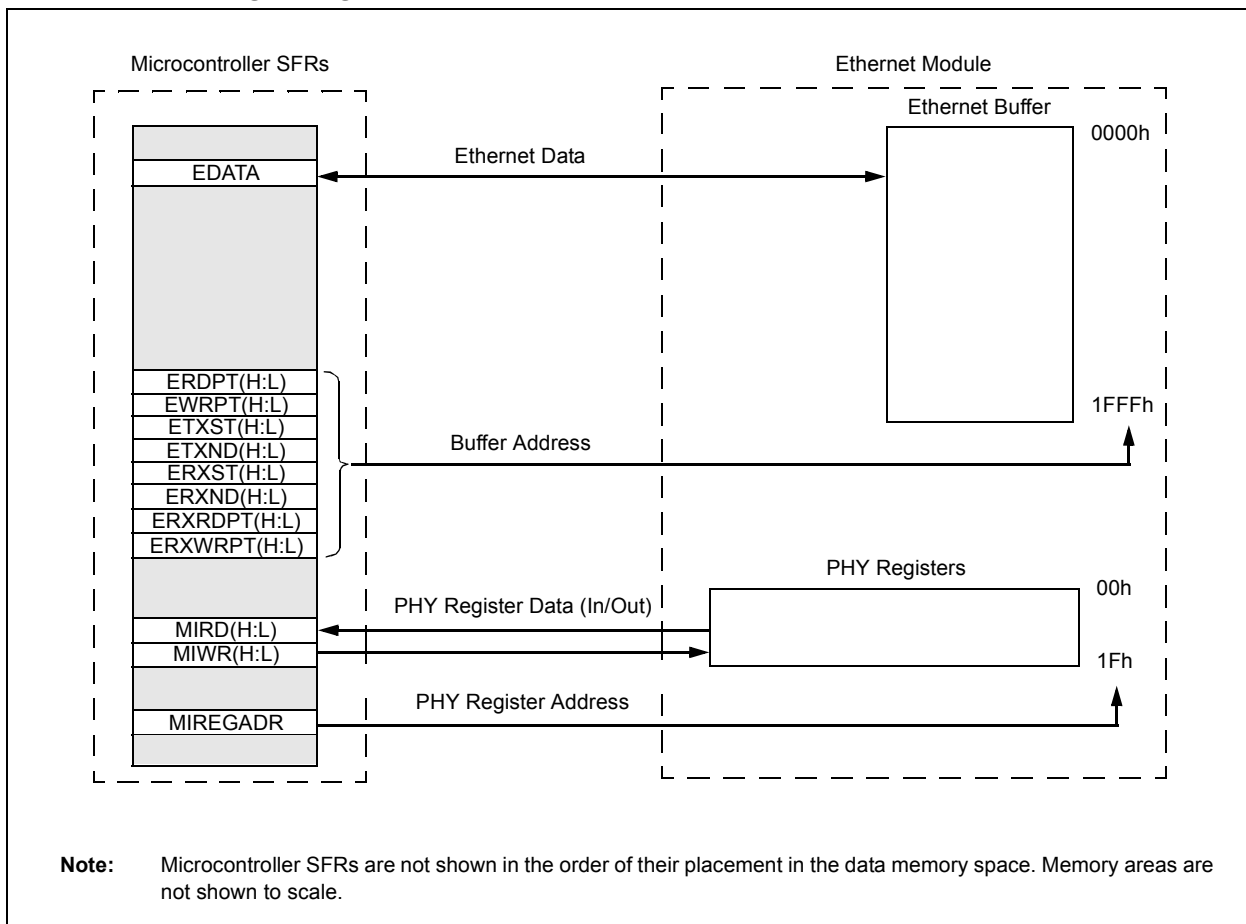 Microcontroller SFRs
Ethernet Module
Ethernet Buffer
0000h
Ethernet Data
EDATA
ERDPT(H:L)
EWRPT(H:L)
ETXST(H:L)
ETXND(H:L)
ERXST(H:L)
ERXND(H:L)
ERXRDPT(H:L)
ERXWRPT(H:L)
1FFFh
Buffer Address
PHY Registers
00h
PHY Register Data (In/Out)
MIRD(H:L)
MIWR(H:L)
1Fh
PHY Register Address
MIREGADR
Note: Microcontroller SFRs are not shown in the order of their placement in the data memory space. Memory areas are
not shown to scale.